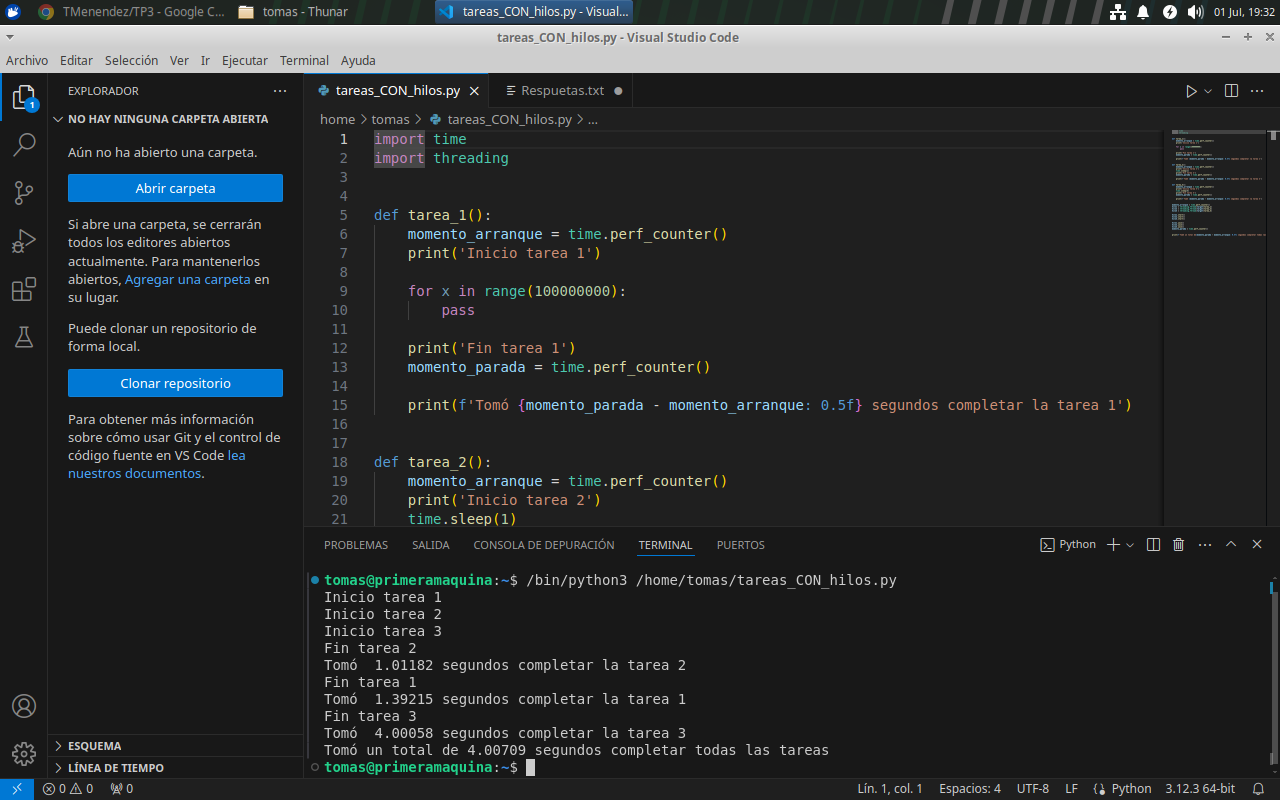 TMenendez/TP3 - Google C...
tomas - Thunar
tareas_CON_hilos.py - Visual...
01 Jul, 19:32
tareas_CON_hilos.py - Visual Studio Code
Archivo Editar Selección Ver Ir Ejecutar Terminal Ayuda
EXPLORADOR
NO HAY NINGUNA CARPETA ABIERTA
Aún no ha abierto una carpeta.
Abrir carpeta
Si abre una carpeta, se cerrarán
todos los editores abiertos
actualmente. Para mantenerlos
abiertos, Agregar una carpeta en
su lugar.
Puede clonar un repositorio de
forma local.
Clonar repositorio
Para obtener más información
sobre cómo usar Git y el control de
código fuente en VS Code lea
nuestros documentos.
ESQUEMA
LÍNEA DE TIEMPO
1
tareas_CON_hilos.py
Respuetas.txt
home > tomas > tareas_CON_hilos.py > ...
1 import time
2 import threading
3
4
5 def tarea_1():
6 momento_arranque = time.perf_counter()
7 print('Inicio tarea 1')
8
9 for x in range(100000000):
10 pass
11
12 print('Fin tarea 1')
13 momento_parada = time.perf_counter()
14
15 print(f'Tomó {momento_parada - momento_arranque: 0.5f} segundos completar la tarea 1')
16
17
18 def tarea_2():
19 momento_arranque = time.perf_counter()
20 print('Inicio tarea 2')
21 time.sleep(1)
PROBLEMAS SALIDA CONSOLA DE DEPURACIÓN TERMINAL PUERTOS
Python
tomas@primeramaquina:~$ /bin/python3 /home/tomas/tareas_CON_hilos.py
Inicio tarea 1
Inicio tarea 2
Inicio tarea 3
Fin tarea 2
Tomó  1.01182 segundos completar la tarea 2
Fin tarea 1
Tomó  1.39215 segundos completar la tarea 1
Fin tarea 3
Tomó  4.00058 segundos completar la tarea 3
Tomó un total de 4.00709 segundos completar todas las tareas
tomas@primeramaquina:~$
0 0 0
Lín. 1, col. 1 Espacios: 4 UTF-8 LF Python 3.12.3 64-bit